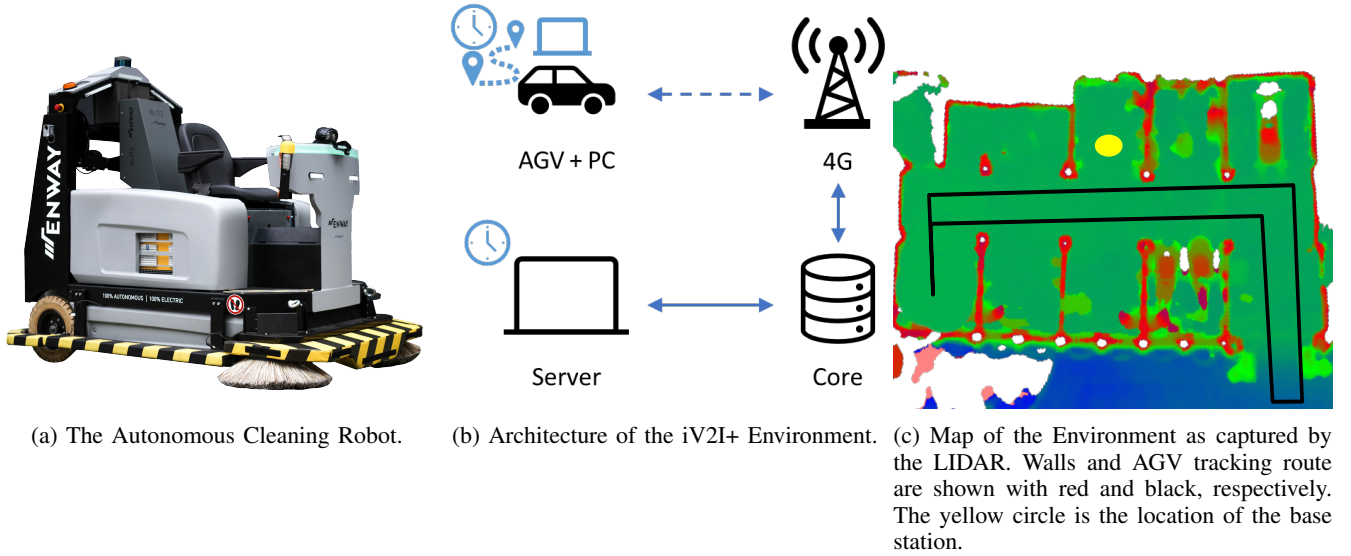 ENWAY
BLITZ
ENWAY
100% AUTONOMOUS | 100% ELECTRIC
AGV + PC
4G
Server
Core
(a) The Autonomous Cleaning Robot.
(b) Architecture of the iV2I+ Environment.
(c) Map of the Environment as captured by
the LIDAR. Walls and AGV tracking route
are shown with red and black, respectively.
The yellow circle is the location of the base
station.